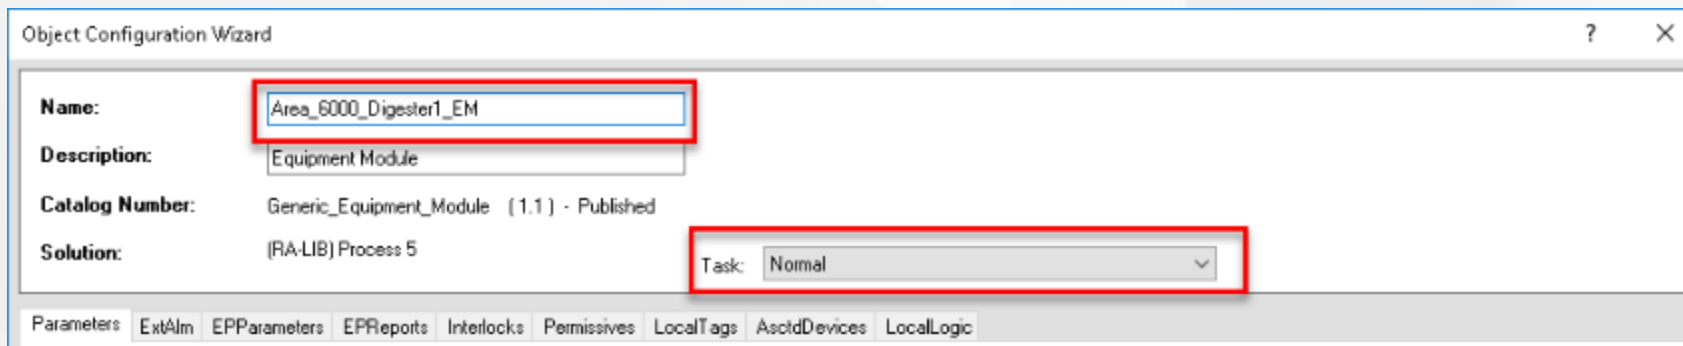 Object Configuration Wizard ?
Name: Area_6000_Digester1_EM
Description: Equipment Module
Catalog Number: Generic_Equipment_Module (1.1) - Published
Solution: (RA-LIB) Process 5 Task: Normal
Parameters ExtAlm EPParameters EPReports Interlocks Permissives LocalTags AsctdDevices LocalLogic